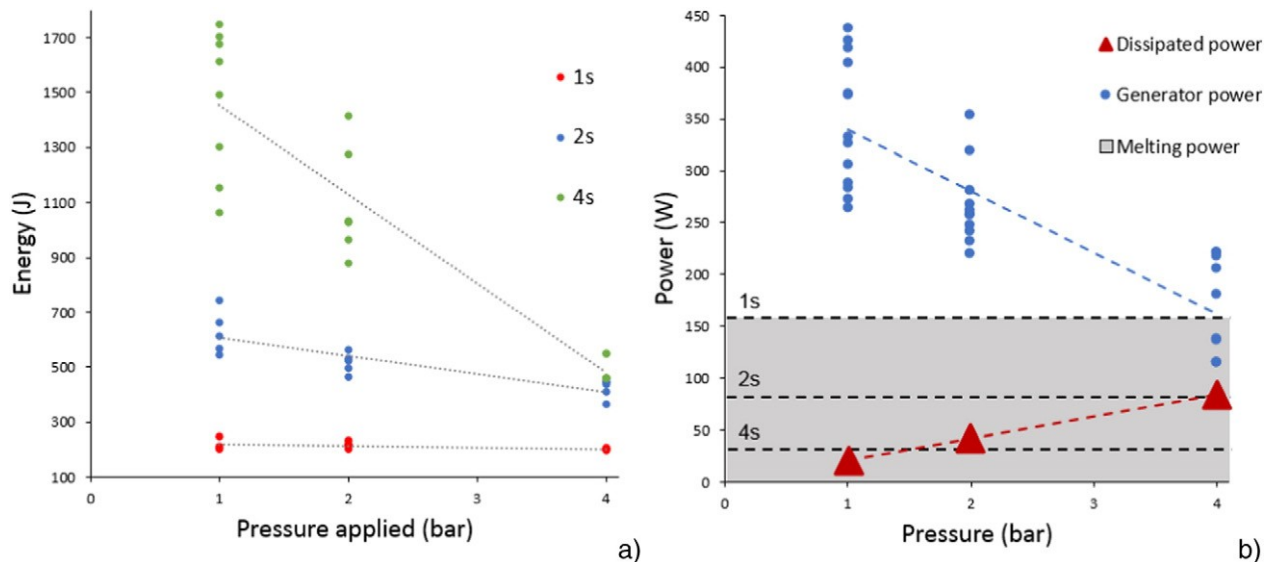 1700
1500
1300
1100
900
700
500
300
100
Energy (J)
0
1
2
3
4
Pressure applied (bar)
1s
2s
4s
a)
450
400
350
300
250
200
150
100
50
0
Power (W)
0
1
2
3
4
Pressure (bar)
Dissipated power
Generator power
Melting power
1s
2s
4s
b)